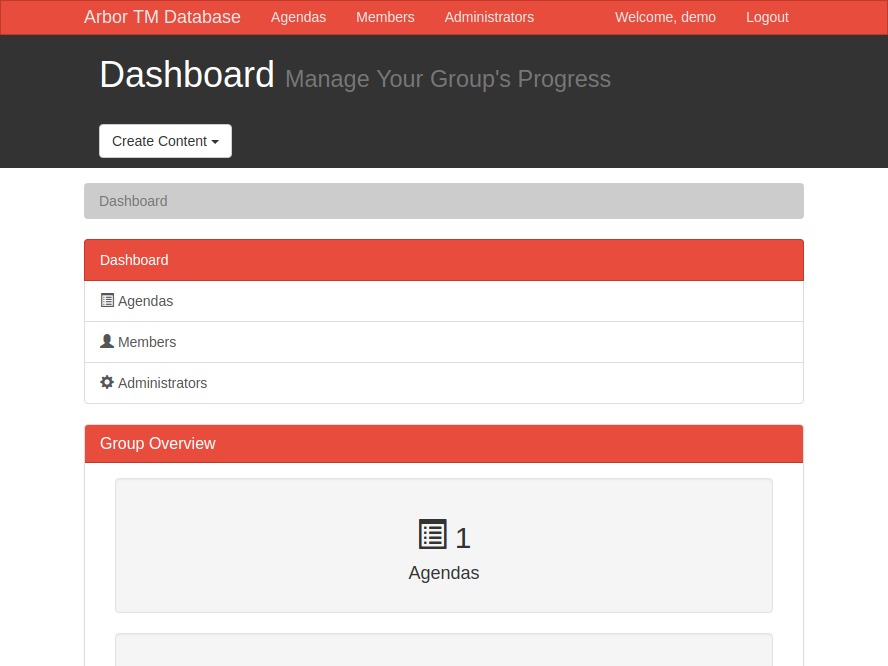 Arbor TM Database Agendas Members Administrators Welcome, demo Logout
Dashboard Manage Your Group's Progress
Create Content
Dashboard
Dashboard
Agendas
Members
Administrators
Group Overview
1
Agendas